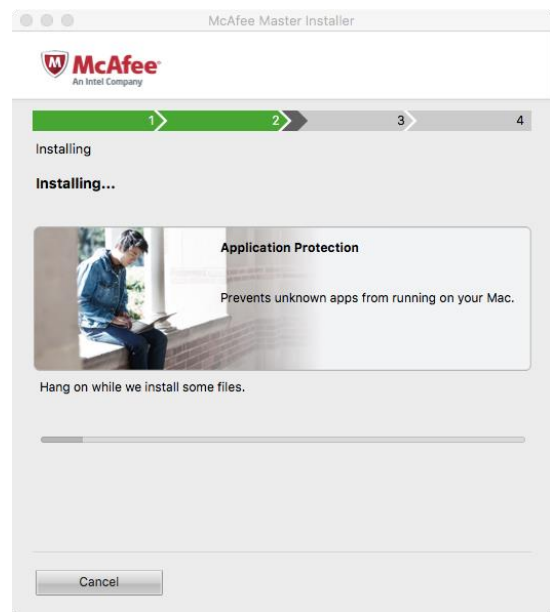 McAfee Master Installer
McAfee
An Intel Company
1 2 3 4
Installing
Installing...
Application Protection
Prevents unknown apps from running on your Mac.
Hang on while we install some files.
Cancel